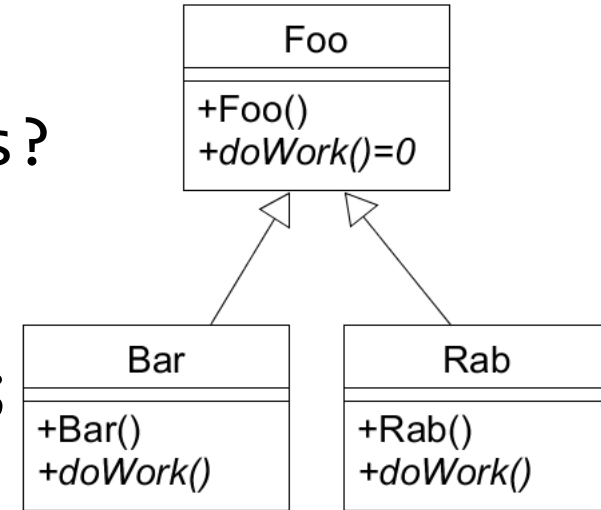 Foo
+Foo()
s?
+doWork()=0
Bar
Rab
;
+Bar()
+doWork()
+Rab()
+doWork()